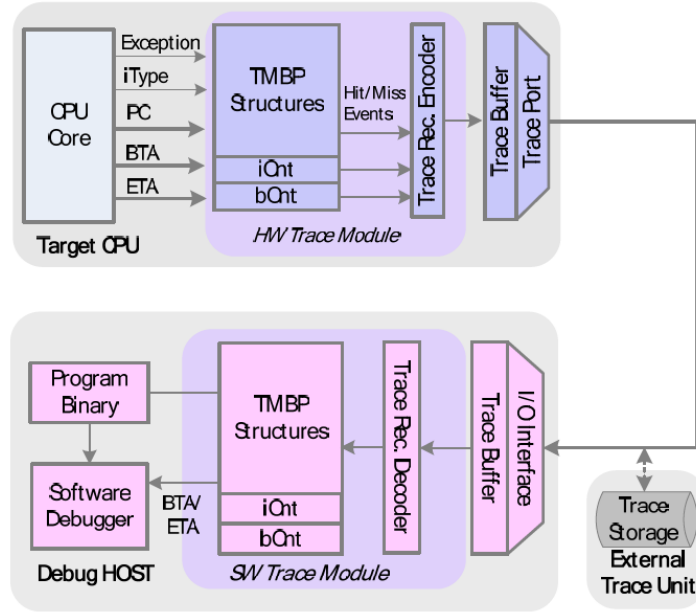 Exception
iType
PC
BTA
ETA
CPU
Core
Target CPU
TMBP
Structures
iCnt
bCnt
Hit/Miss
Events
Trace Rec. Encoder
HW Trace Module
Trace Buffer
Trace Port
Program
Binary
Software
Debugger
Debug HOST
BTA/
ETA
TMBP
Structures
iCnt
bCnt
Trace Rec. Decoder
SW Trace Module
Trace Buffer
I/O Interface
Trace
Storage
External
Trace Unit